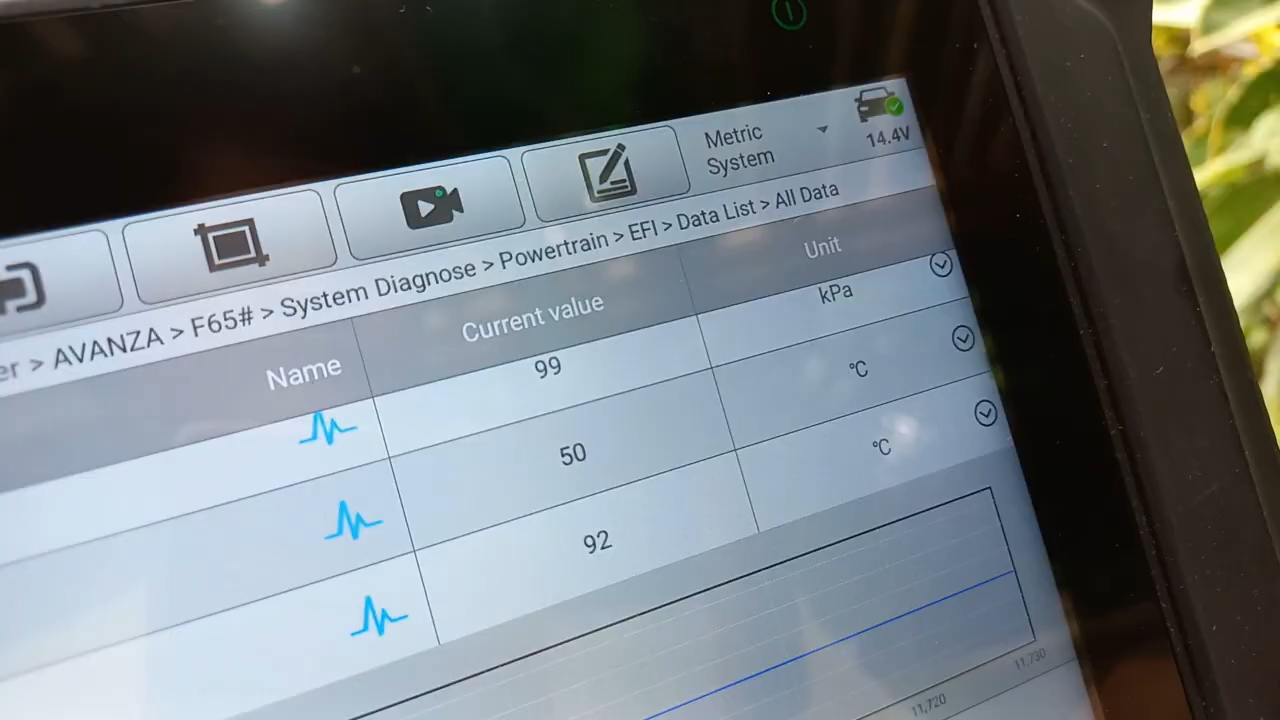 Metric
System
14.4V
er > AVANZA > F65# > System Diagnose > Powertrain > EFI > Data List > All Data
Name Current value Unit
99 kPa
50 °C
92 °C
11,720 11,730